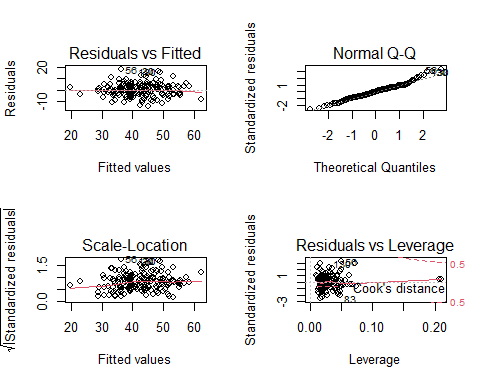 Residuals vs Fitted
Residuals
-10
20
56
20 30 40 50 60
Fitted values
Normal Q-Q
Standardized residuals
-2
1
-2 -1 0 1 2
Theoretical Quantiles
Scale-Location
√|Standardized residuals|
0.0
1.5
56
20 30 40 50 60
Fitted values
Residuals vs Leverage
Standardized residuals
-3
1
83
Cook's distance
0.5
0.5
0.00 0.10 0.20
Leverage